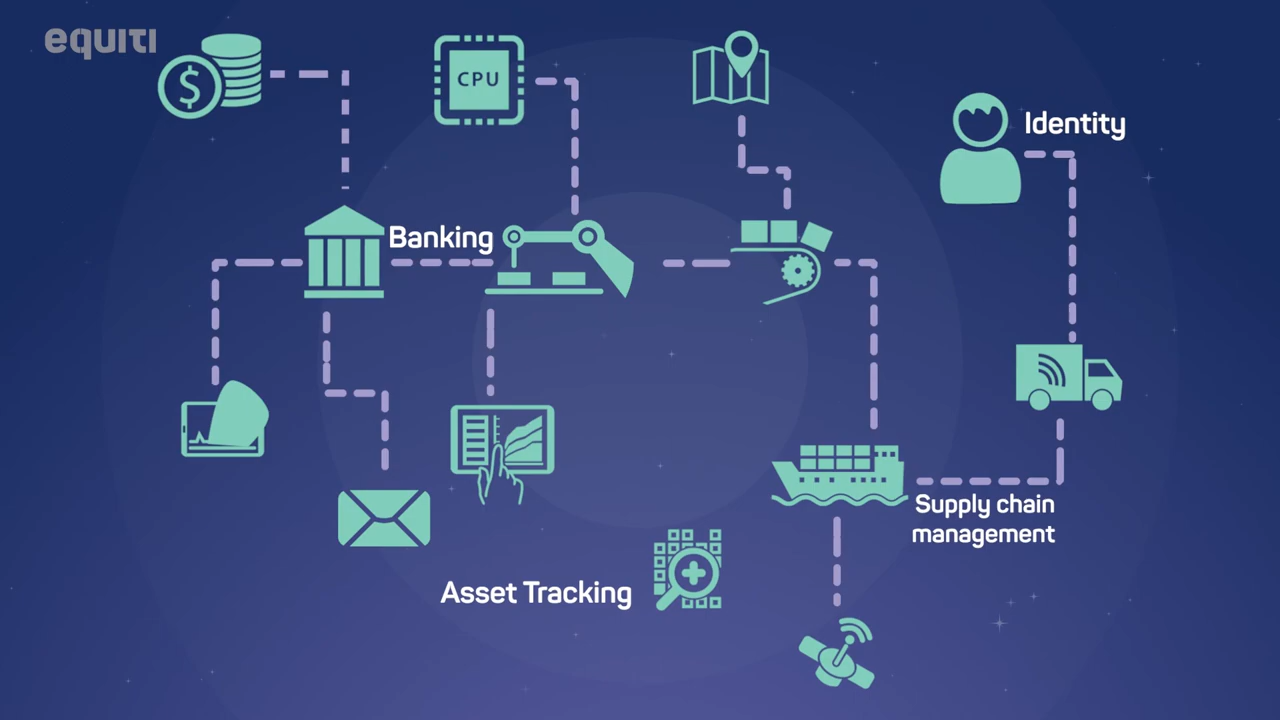 equiti
$
CPU
Identity
Banking
Supply chain
management
Asset Tracking